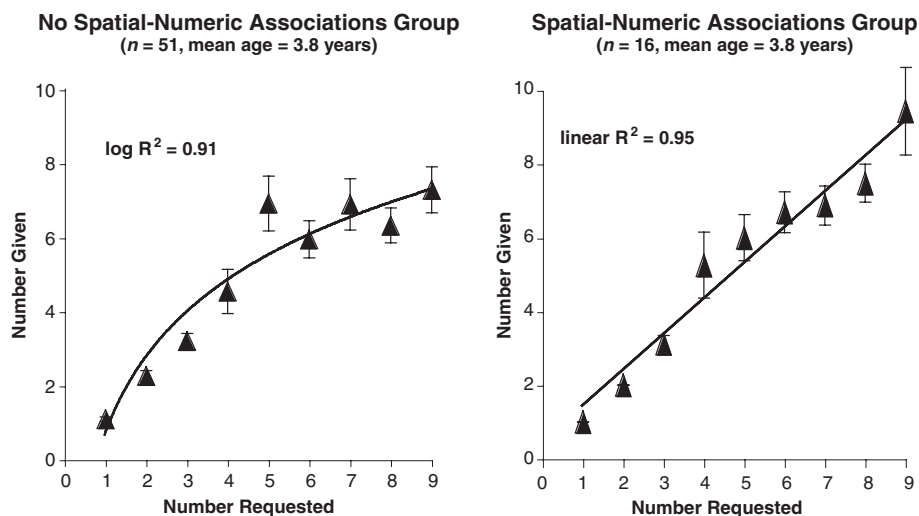 No Spatial-Numeric Associations Group
(n = 51, mean age = 3.8 years)
10
8
6
4
2
0
log R² = 0.91
Number Given
0 1 2 3 4 5 6 7 8 9
Number Requested
Spatial-Numeric Associations Group
(n = 16, mean age = 3.8 years)
10
8
6
4
2
0
linear R² = 0.95
Number Given
0 1 2 3 4 5 6 7 8 9
Number Requested